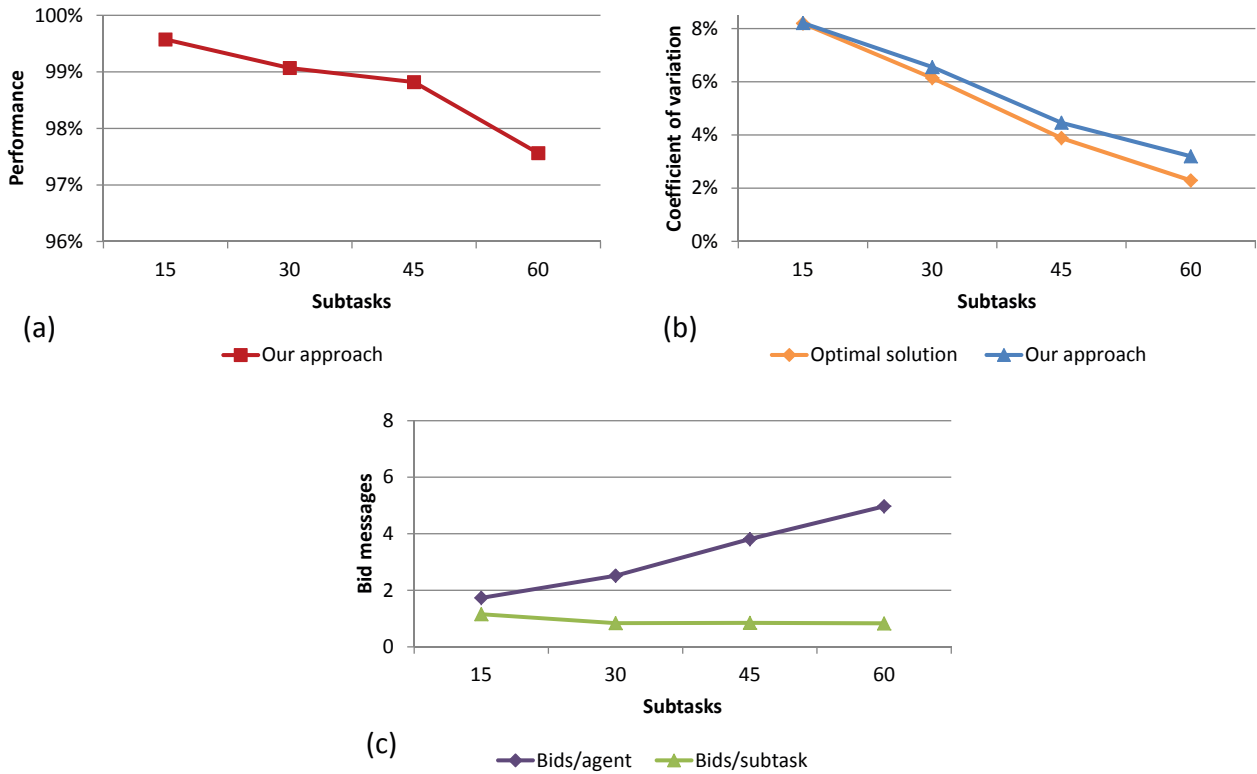 100%
99%
98%
97%
96%
Performance
15 30 45 60
Subtasks
(a)
Our approach
8%
6%
4%
2%
0%
Coefficient of variation
15 30 45 60
Subtasks
(b)
Optimal solution Our approach
8
6
4
2
0
Bid messages
15 30 45 60
Subtasks
(c)
Bids/agent Bids/subtask